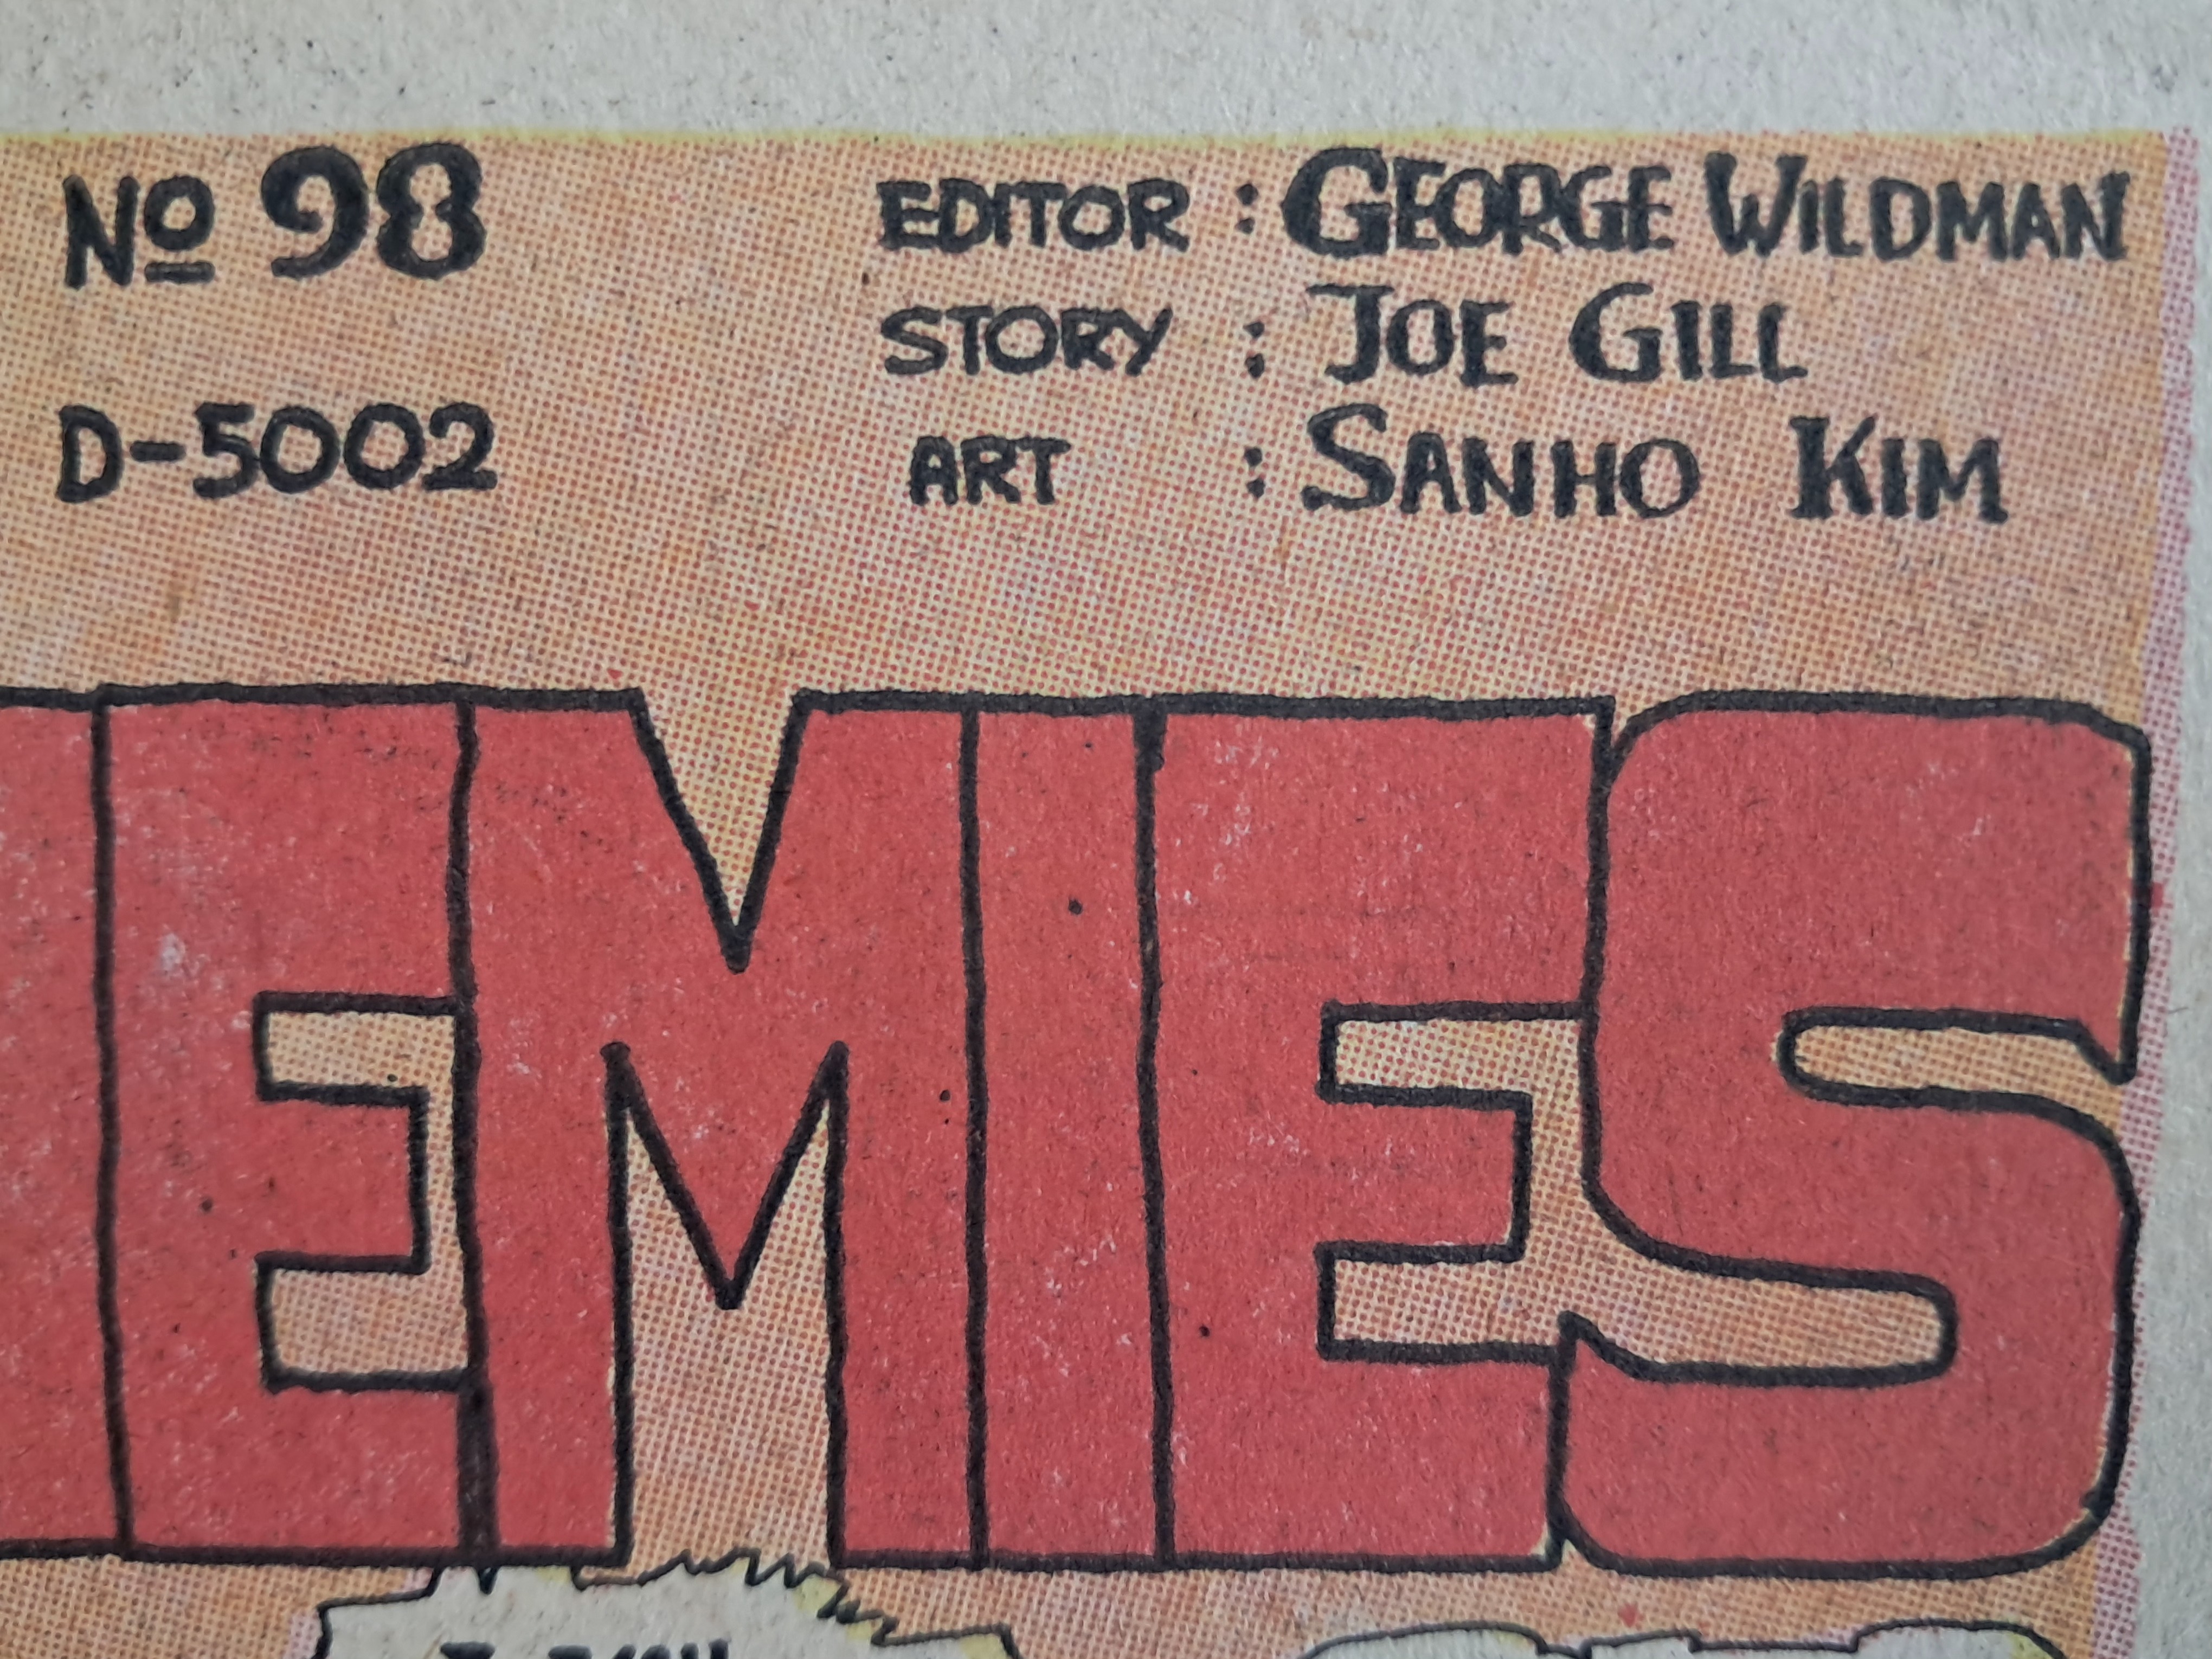 No 98
EDITOR : GEORGE WILDMAN
STORY : JOE GILL
D-5002
ART : SANHO KIM
EMIES